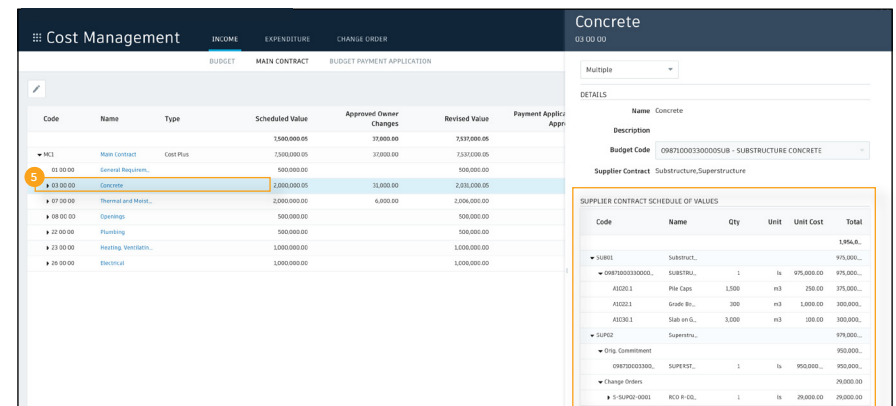 Cost Management INCOME EXPENDITURE CHANGE ORDER
BUDGET MAIN CONTRACT BUDGET PAYMENT APPLICATION
Code Name Type Scheduled Value Approved Owner Changes Revised Value Payment Applica
Appr
7,500,000.05 37,000.00 7,537,000.05
MC1 Main Contract Cost Plus 7,500,000.05 37,000.00 7,537,000.05
01 00 00 General Requirem... 500,000.00 500,000.00
5
03 00 00 Concrete 2,000,000.05 31,000.00 2,031,000.05
07 00 00 Thermal and Moist... 2,000,000.00 6,000.00 2,006,000.00
08 00 00 Openings 500,000.00 500,000.00
22 00 00 Plumbing 500,000.00 500,000.00
23 00 00 Heating, Ventilatin... 1,000,000.00 1,000,000.00
26 00 00 Electrical 1,000,000.00 1,000,000.00
Concrete
03 00 00
Multiple
DETAILS
Name Concrete
Description
Budget Code SUB - SUBSTRUCTURE CONCRETE
Supplier Contract Substructure,Superstructure
SUPPLIER CONTRACT SCHEDULE OF VALUES
Code Name Qty Unit Unit Cost Total
1,954,0...
SUB01 Substruct... 975,000...
SUBSTRU... 1 ls 975,000.00 975,000...
A1020.1 Pile Caps 1,500 m3 250.00 375,000...
A1022.1 Grade Be... 300 m3 1,000.00 300,000...
A1030.1 Slab on G... 3,000 m3 100.00 300,000...
SUP02 Superstru... 979,000...
Orig. Commitment 950,000...
SUPERST... 1 ls 950,000... 950,000...
Change Orders 29,000.00
S-SUP02-0001 RCO R-00... 1 ls 29,000.00 29,000.00